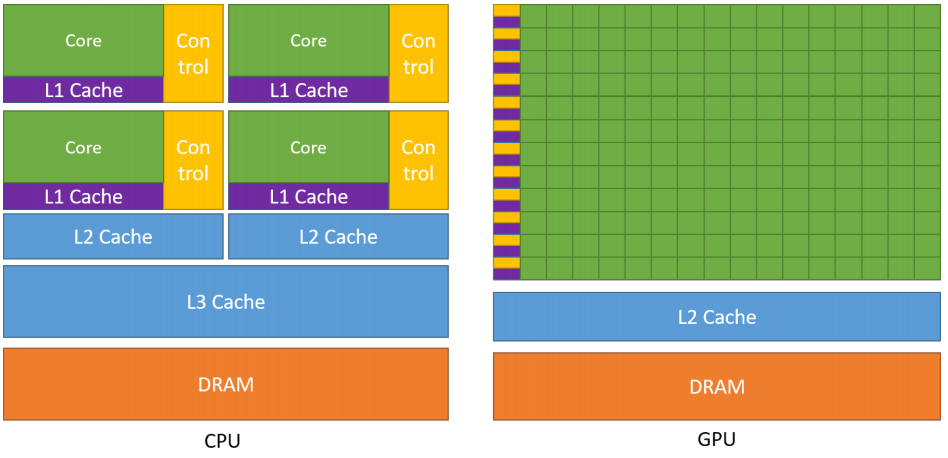 Core
Con
trol
L1 Cache
Core
Con
trol
L1 Cache
Core
Con
trol
L1 Cache
Core
Con
trol
L1 Cache
L2 Cache
L2 Cache
L3 Cache
DRAM
CPU
L2 Cache
DRAM
GPU